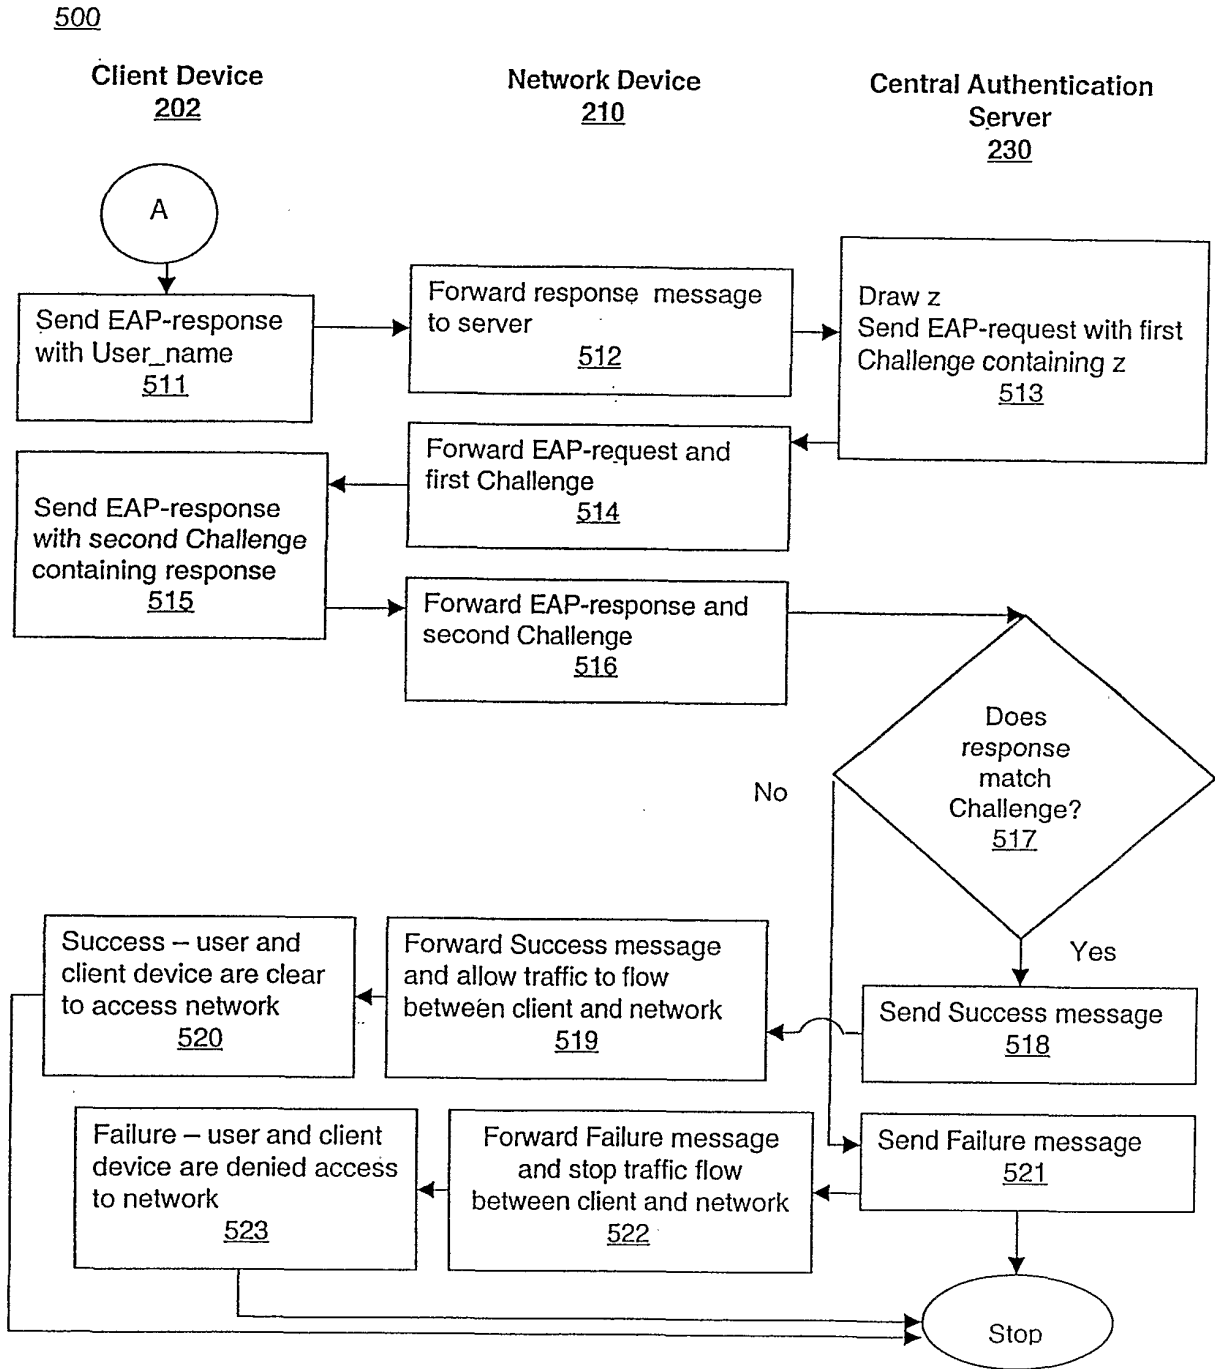 500
Client Device
202
Network Device
210
Central Authentication
Server
230
A
Send EAP-response
with User_name
511
Forward response message
to server
512
Draw z
Send EAP-request with first
Challenge containing z
513
Forward EAP-request and
first Challenge
514
Send EAP-response
with second Challenge
containing response
515
Forward EAP-response and
second Challenge
516
Does
response
match
Challenge?
517
No
Yes
Send Success message
518
Forward Success message
and allow traffic to flow
between client and network
519
Success – user and
client device are clear
to access network
520
Send Failure message
521
Forward Failure message
and stop traffic flow
between client and network
522
Failure – user and client
device are denied access
to network
523
Stop